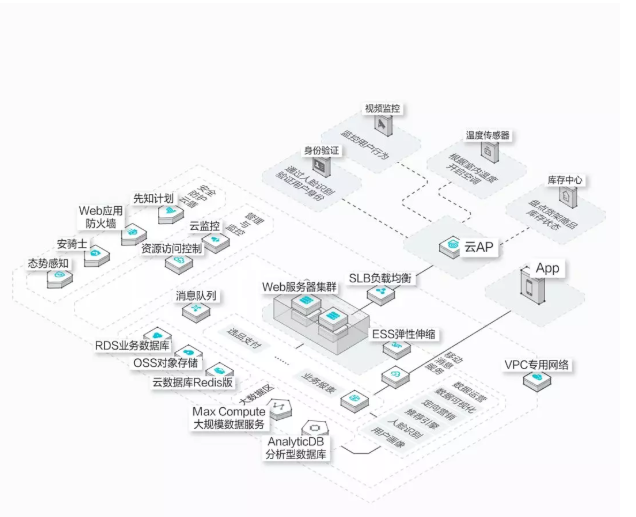 视频监控
监控用户行为
身份验证
通过人脸识别
验证用户身份
温度传感器
根据室内温度
开启空调
库存中心
盘点货架商品
库存状态
云AP
App
安全
防护
云盾
先知计划
Web应用
防火墙
安骑士
态势感知
管理
与
监控
云监控
资源访问控制
消息队列
Web服务器集群
SLB负载均衡
ESS弹性伸缩
RDS业务数据库
OSS对象存储
云数据库Redis版
选品支付
业务报表
移动
消息
服务
VPC专用网络
大数据区
Max Compute
大规模数据服务
AnalyticDB
分析型数据库
数据运营
数据可视化
定向营销
推荐引擎
人脸识别
用户画像